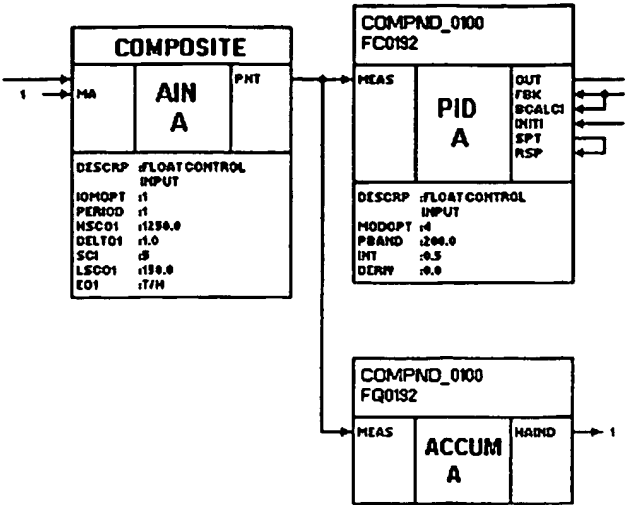 COMPOSITE
1
MA
AIN
A
PNT
DESCRP :FLOAT CONTROL
INPUT
IOMOPT :1
PERIOD :1
HSCO1 :1250.0
DELTO1 :1.0
SCI :5
LSCO1 :150.0
EO1 :T/H
COMPND_0100
FC0192
MEAS
PID
A
OUT
FBK
BCALCI
INITI
SPT
RSP
DESCRP :FLOAT CONTROL
INPUT
MODOPT :4
PBAND :200.0
INT :0.5
DERIV :0.0
COMPND_0100
FQ0192
MEAS
ACCUM
A
HAIND
1